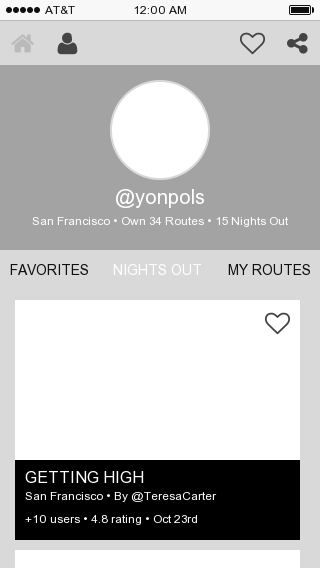 AT&T 12:00 AM
@yonpols
San Francisco • Own 34 Routes • 15 Nights Out
FAVORITES NIGHTS OUT MY ROUTES
GETTING HIGH
San Francisco • By @TeresaCarter
+10 users • 4.8 rating • Oct 23rd